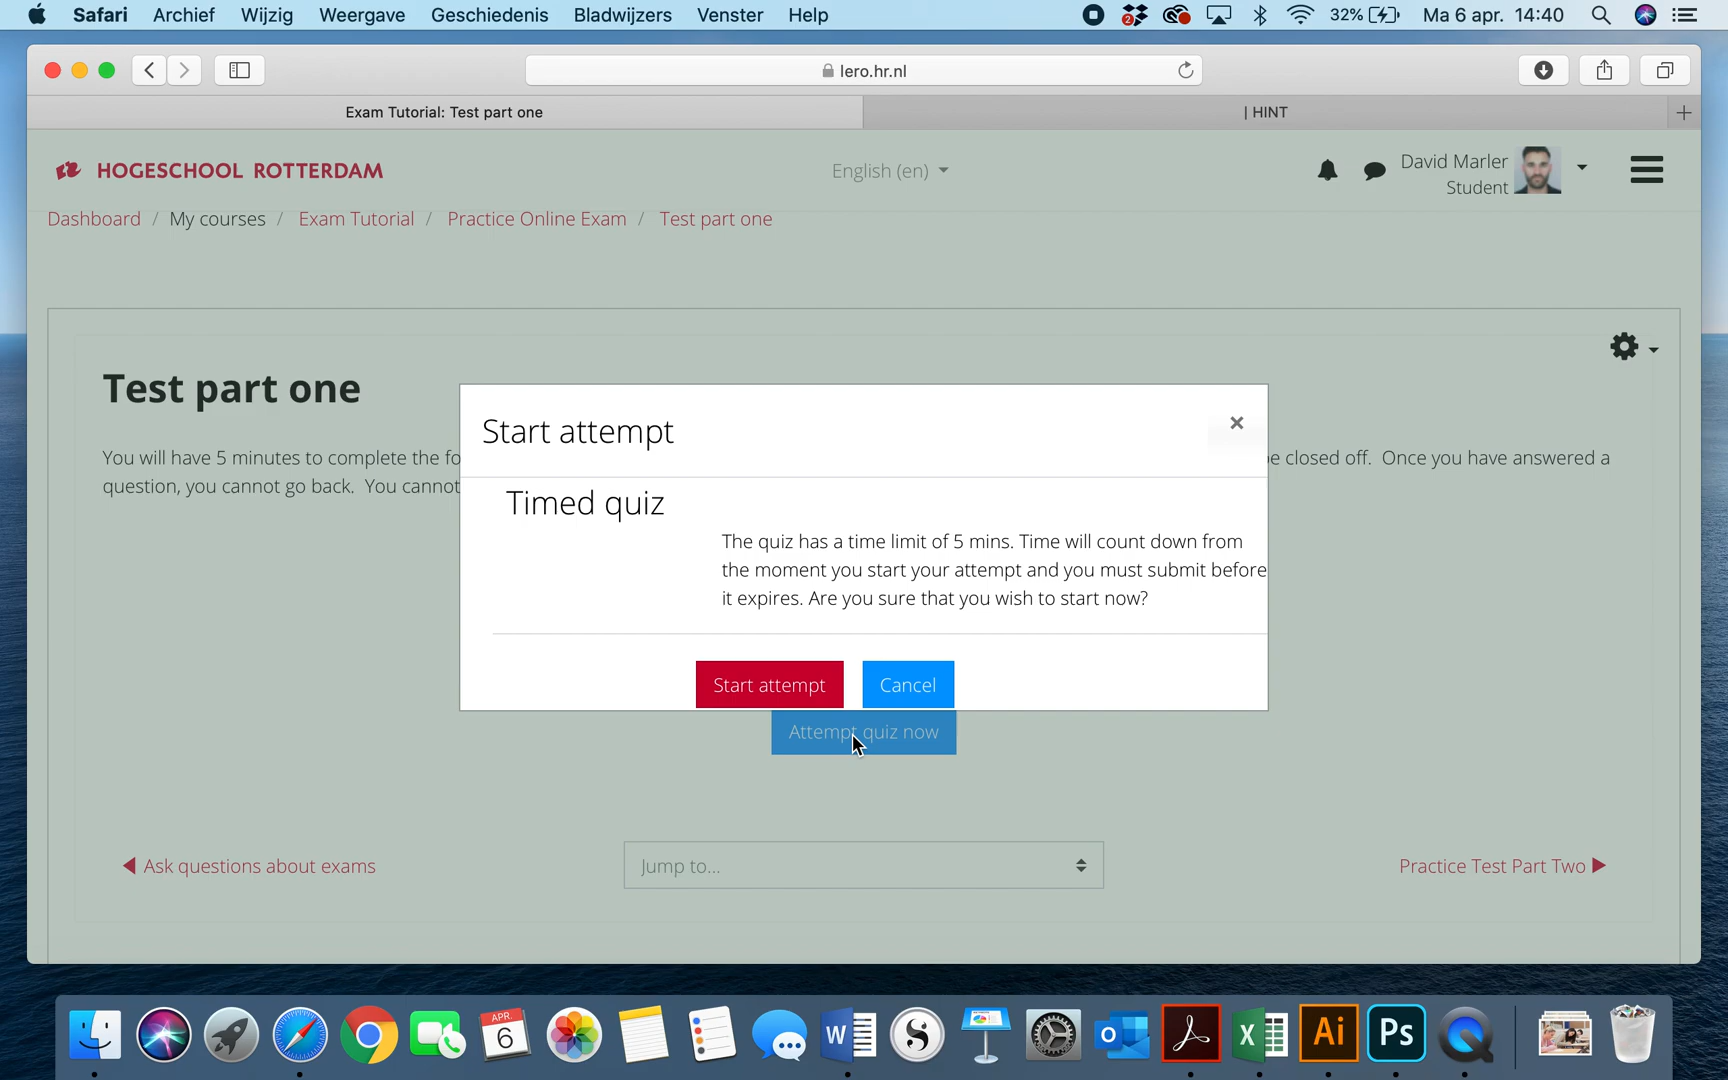 Safari Archief Wijzig Weergave Geschiedenis Bladwijzers Venster Help 2 32% Ma 6 apr. 14:40
lero.hr.nl
Exam Tutorial: Test part one | HINT
HOGESCHOOL ROTTERDAM English (en) David Marler
Student
Dashboard / My courses / Exam Tutorial / Practice Online Exam / Test part one
Test part one
You will have 5 minutes to complete the fo
e closed off. Once you have answered a
question, you cannot go back. You cannot
Start attempt ×
Timed quiz
The quiz has a time limit of 5 mins. Time will count down from
the moment you start your attempt and you must submit before
it expires. Are you sure that you wish to start now?
Start attempt Cancel
Attempt quiz now
Ask questions about exams Jump to... Practice Test Part Two
APR.
6
W
S
O
X
Ai
Ps